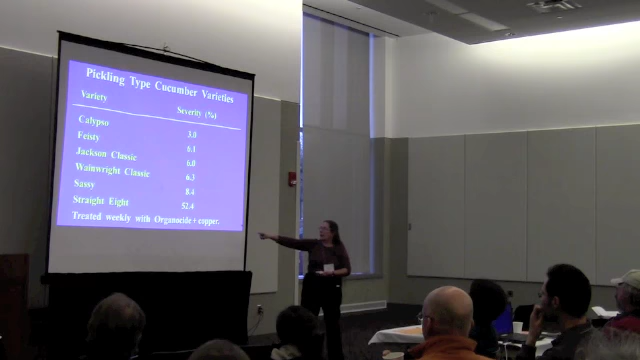 Pickling Type Cucumber Varieties
Variety Severity (%)
Calypso 3.0
Feisty 6.1
Jackson Classic 6.0
Wainwright Classic 6.3
Sassy 8.4
Straight Eight 52.4
Treated weekly with Organocide + copper.